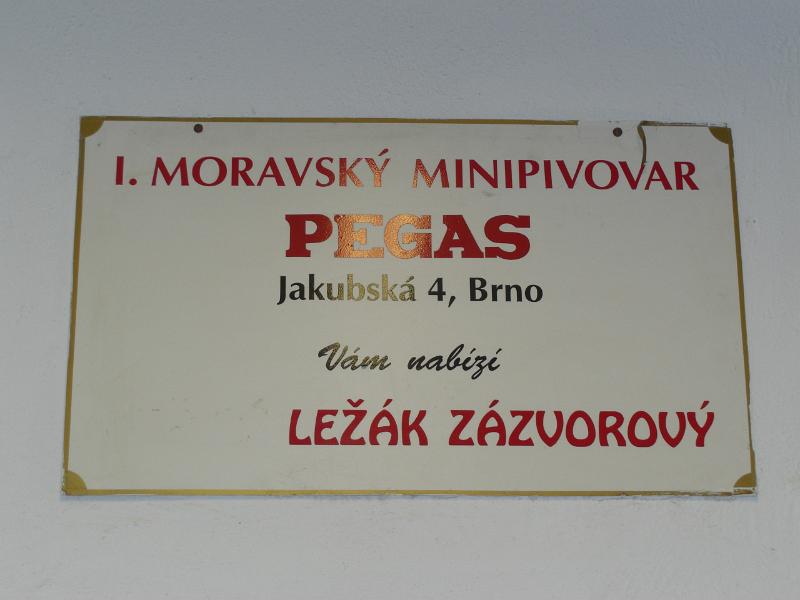 I. MORAVSKÝ MINIPIVOVAR
PEGAS
Jakubská 4, Brno
Vám nabízí
LEŽÁK ZÁZVOROVÝ